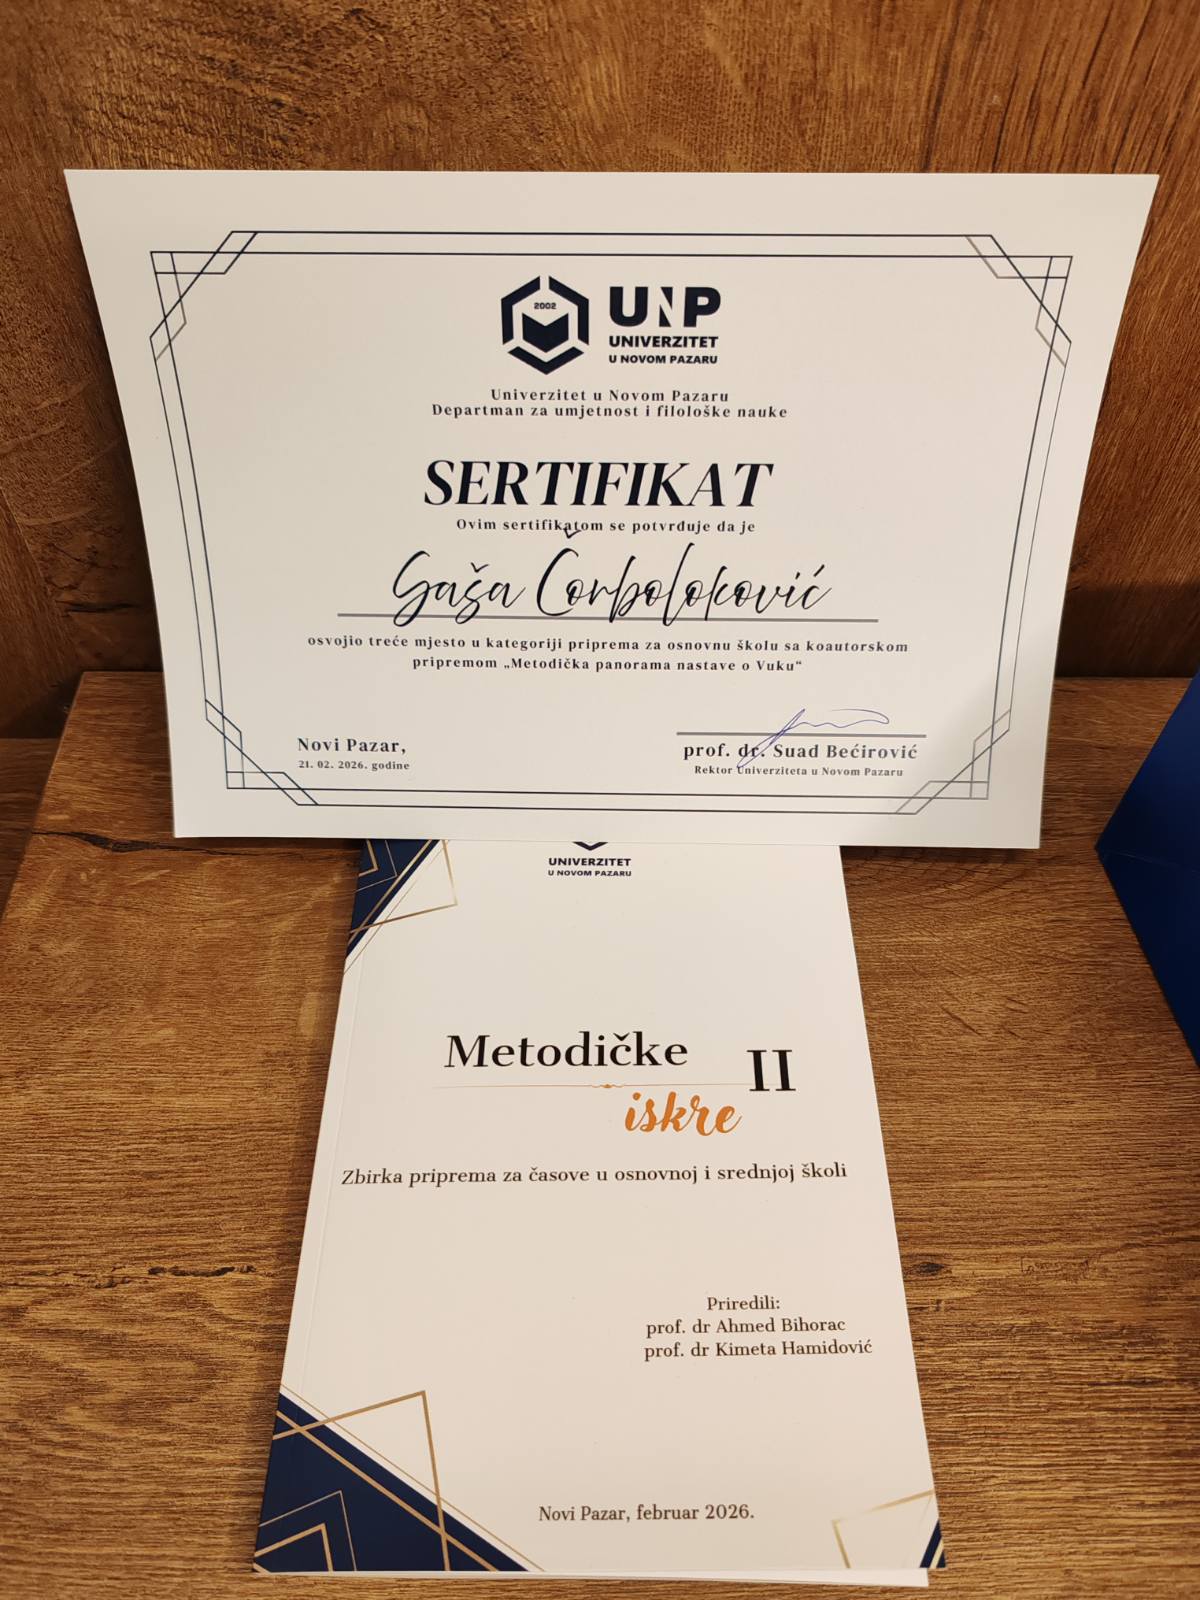 2002
UNP
UNIVERZITET
U NOVOM PAZARU
Univerzitet u Novom Pazaru
Departman za umjetnost i filološke nauke
SERTIFIKAT
Ovim sertifikatom se potvrđuje da je
Gaša Čorboloković
osvojio treće mjesto u kategoriji priprema za osnovnu školu sa koautorskom
pripremom „Metodička panorama nastave o Vuku“
Novi Pazar,
21. 02. 2026. godine
prof. dr. Suad Bećirović
Rektor Univerziteta u Novom Pazaru
UNIVERZITET
U NOVOM PAZARU
Metodičke
II
iskre
Zbirka priprema za časove u osnovnoj i srednjoj školi
Priredili:
prof. dr Ahmed Bihorac
prof. dr Kimeta Hamidović
Novi Pazar, februar 2026.